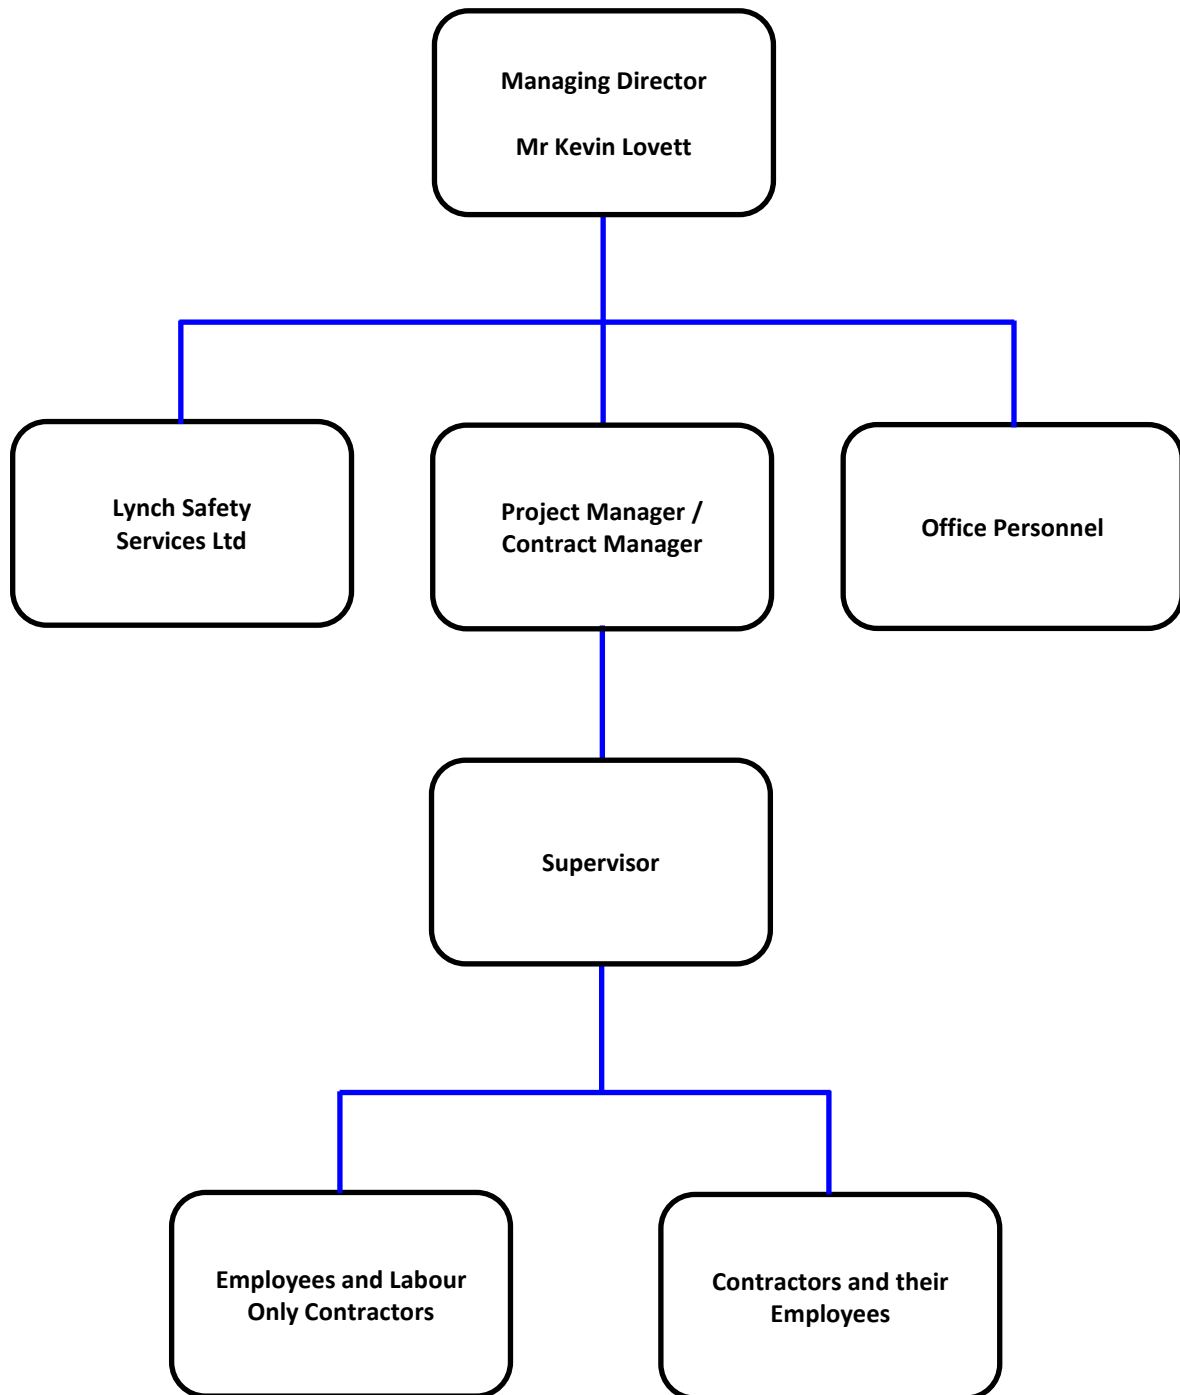 Managing Director
Mr Kevin Lovett
Lynch Safety
Services Ltd
Project Manager /
Contract Manager
Office Personnel
Supervisor
Employees and Labour
Only Contractors
Contractors and their
Employees